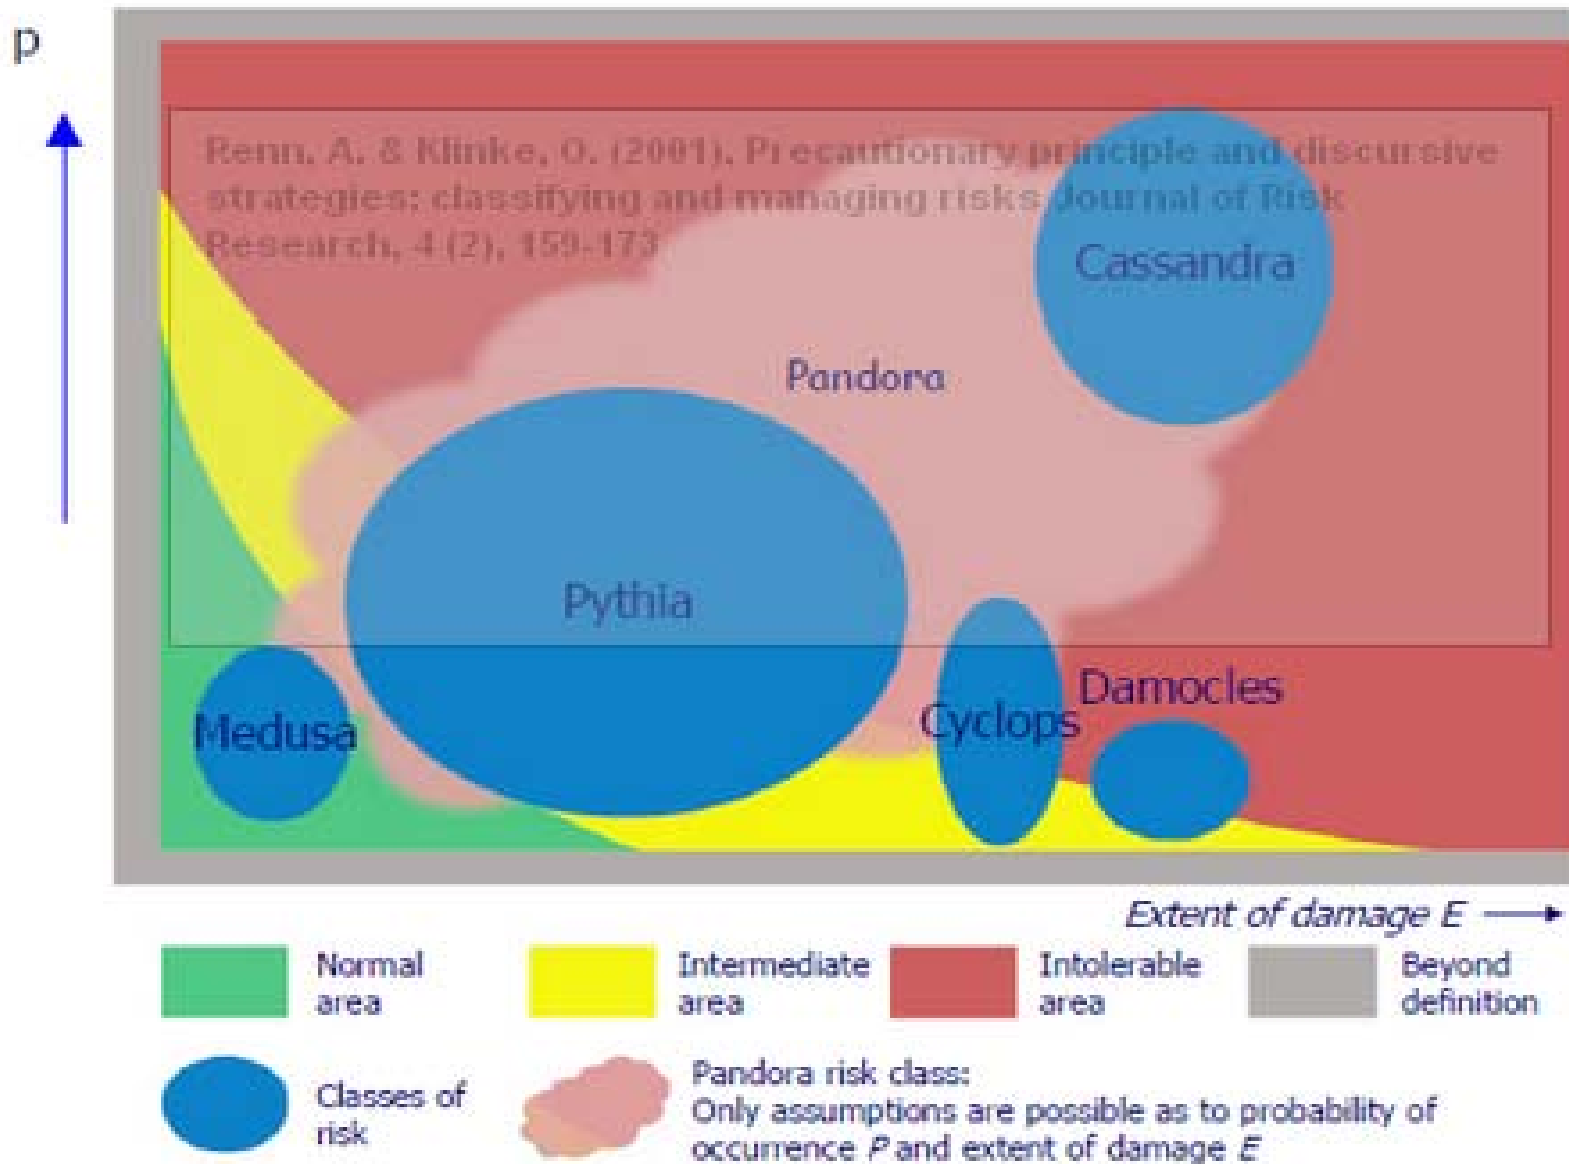 p
Renn, A. & Klinke, O. (2001), Precautionary principle and discursive
strategies: classifying and managing risks Journal of Risk
Research, 4 (2), 159-173
Cassandra
Pandora
Pythia
Damocles
Medusa
Cyclops
Extent of damage E
Normal
area
Intermediate
area
Intolerable
area
Beyond
definition
Classes of
risk
Pandora risk class:
Only assumptions are possible as to probability of
occurrence P and extent of damage E